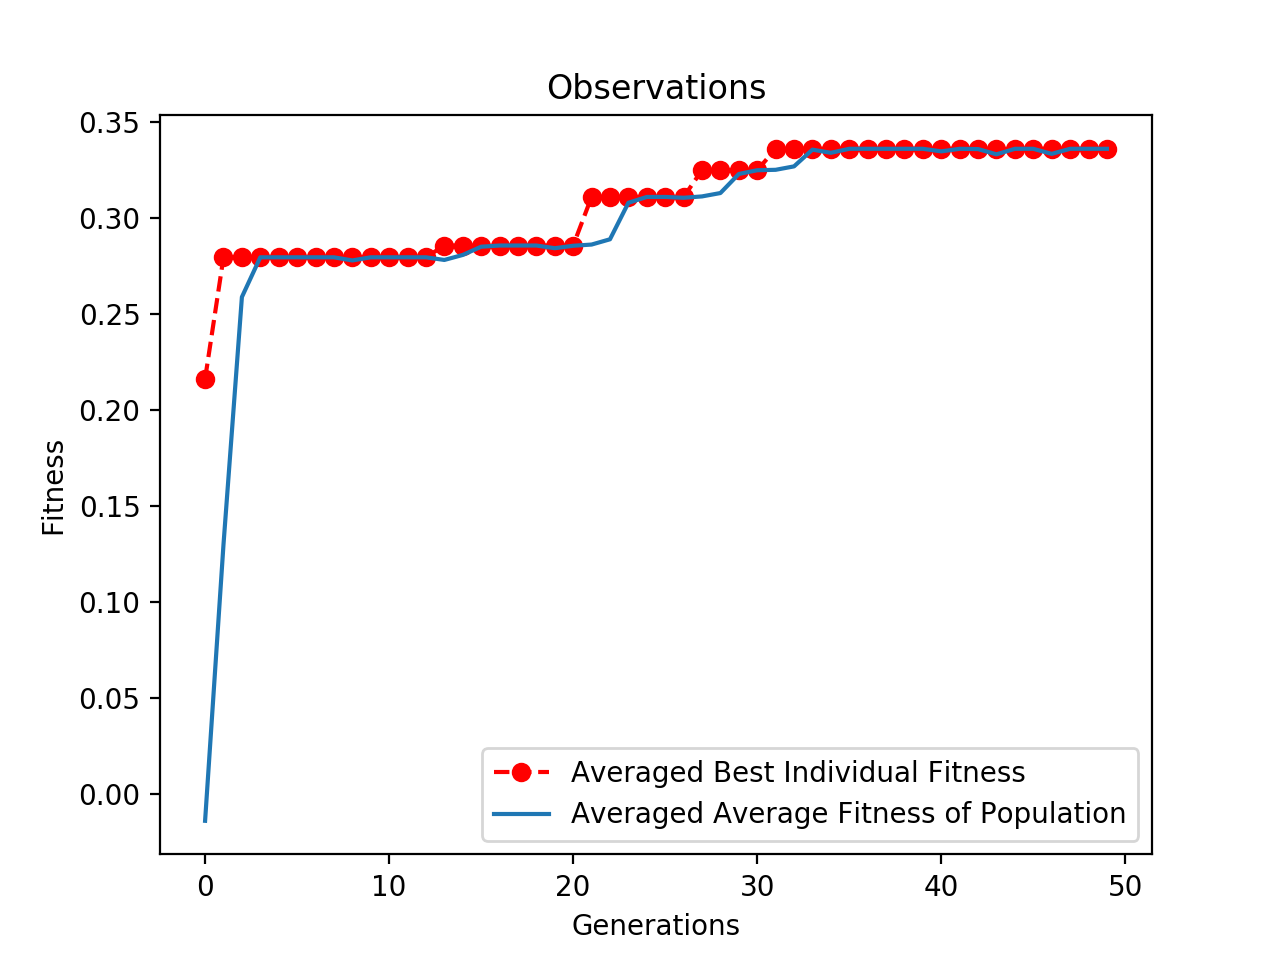 Observations
0.35
0.30
0.25
0.20
0.15
0.10
0.05
0.00
Fitness
Averaged Best Individual Fitness
Averaged Average Fitness of Population
0 10 20 30 40 50
Generations